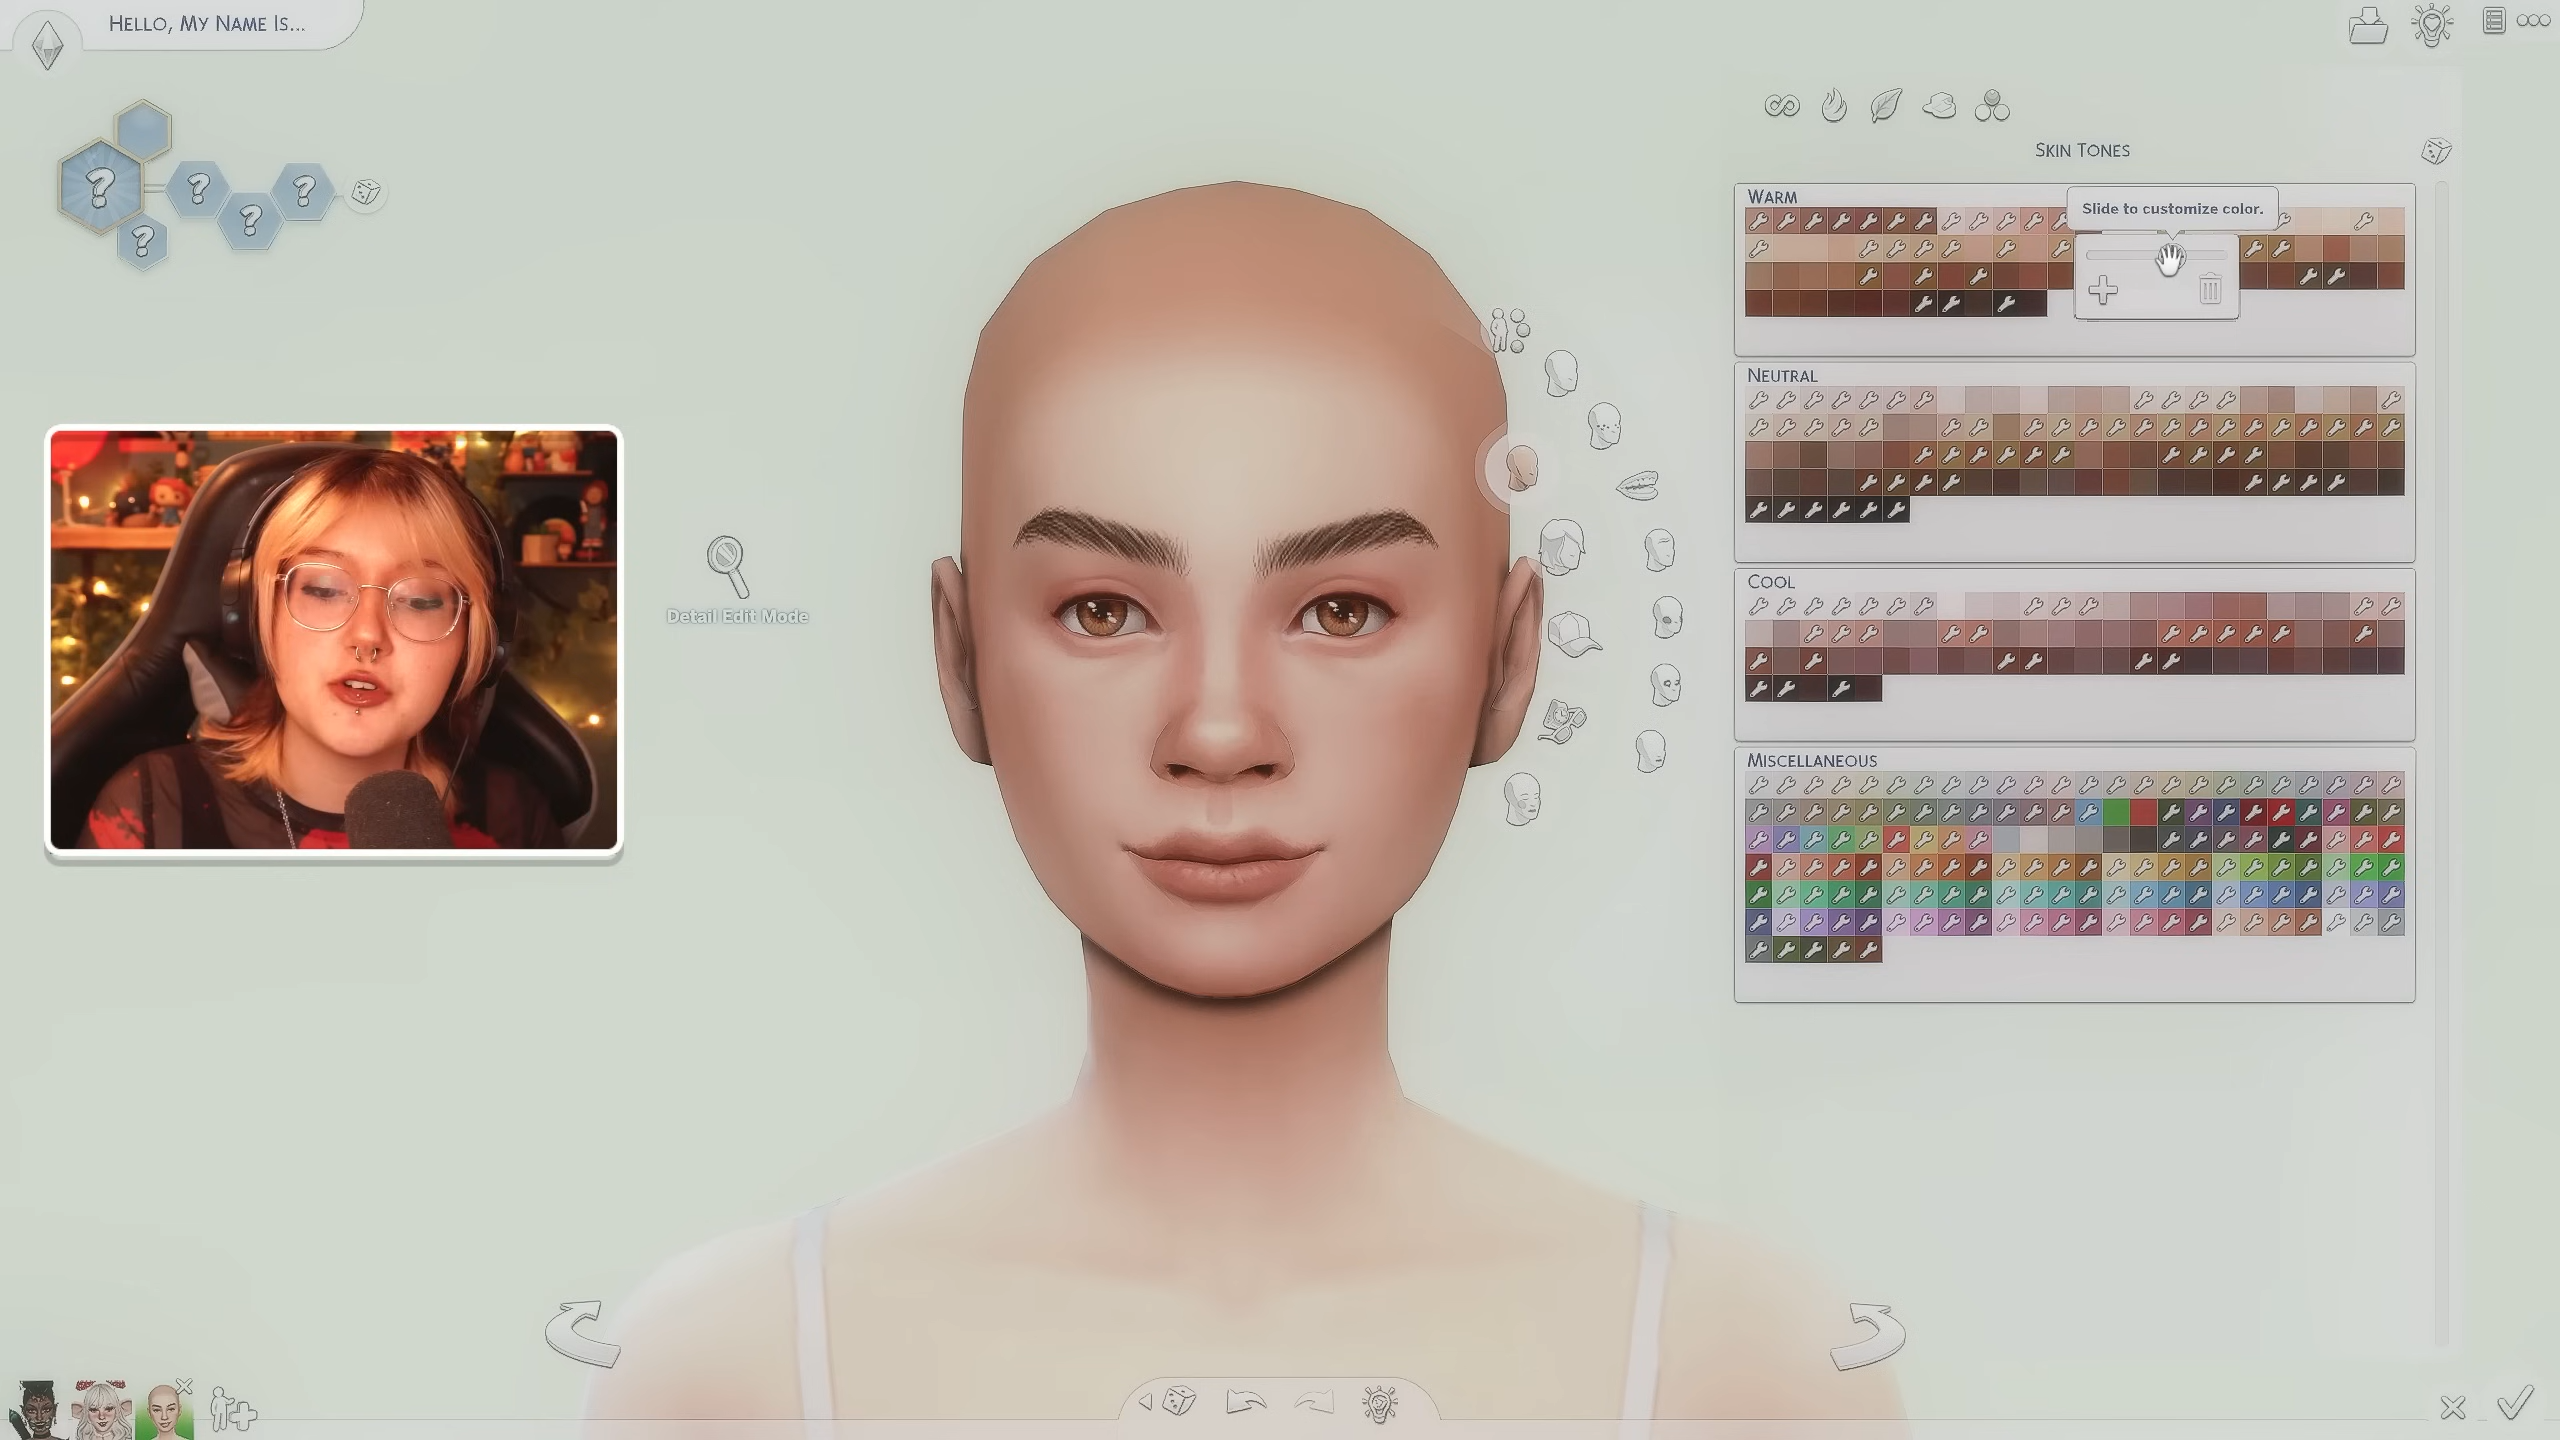 Hello, My Name Is...
Skin Tones
Warm
Slide to customize color.
Neutral
Cool
Detail Edit Mode
Miscellaneous